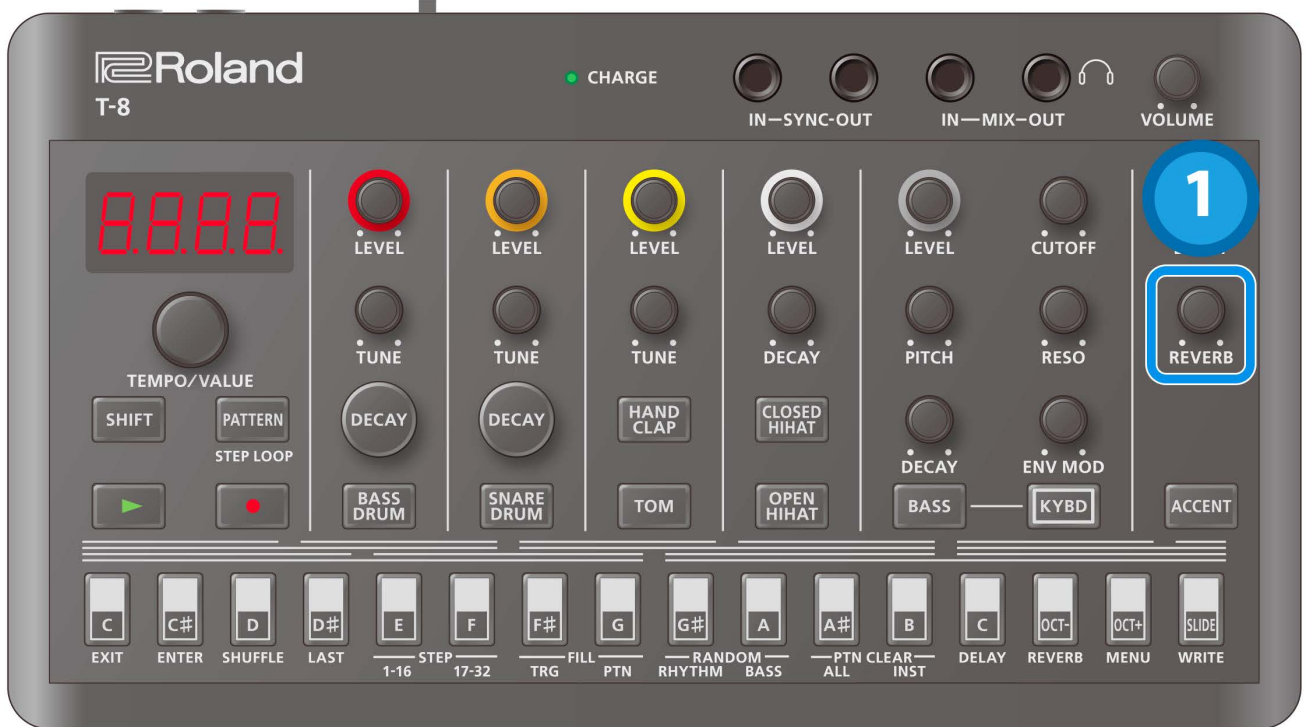 Roland
T-8
CHARGE
IN—SYNC-OUT
IN—MIX—OUT
VOLUME
8.8.8.8.
1
LEVEL LEVEL LEVEL LEVEL LEVEL CUTOFF
TUNE TUNE TUNE DECAY PITCH RESO REVERB
TEMPO/VALUE
SHIFT PATTERN DECAY DECAY HAND CLAP CLOSED HIHAT
STEP LOOP
DECAY ENV MOD
BASS DRUM SNARE DRUM TOM OPEN HIHAT BASS KYBD ACCENT
C C# D D# E F F# G G# A A# B C OCT- OCT+ SLIDE
EXIT ENTER SHUFFLE LAST STEP FILL RANDOM PTN CLEAR DELAY REVERB MENU WRITE
1-16 17-32 TRG PTN RHYTHM BASS ALL INST